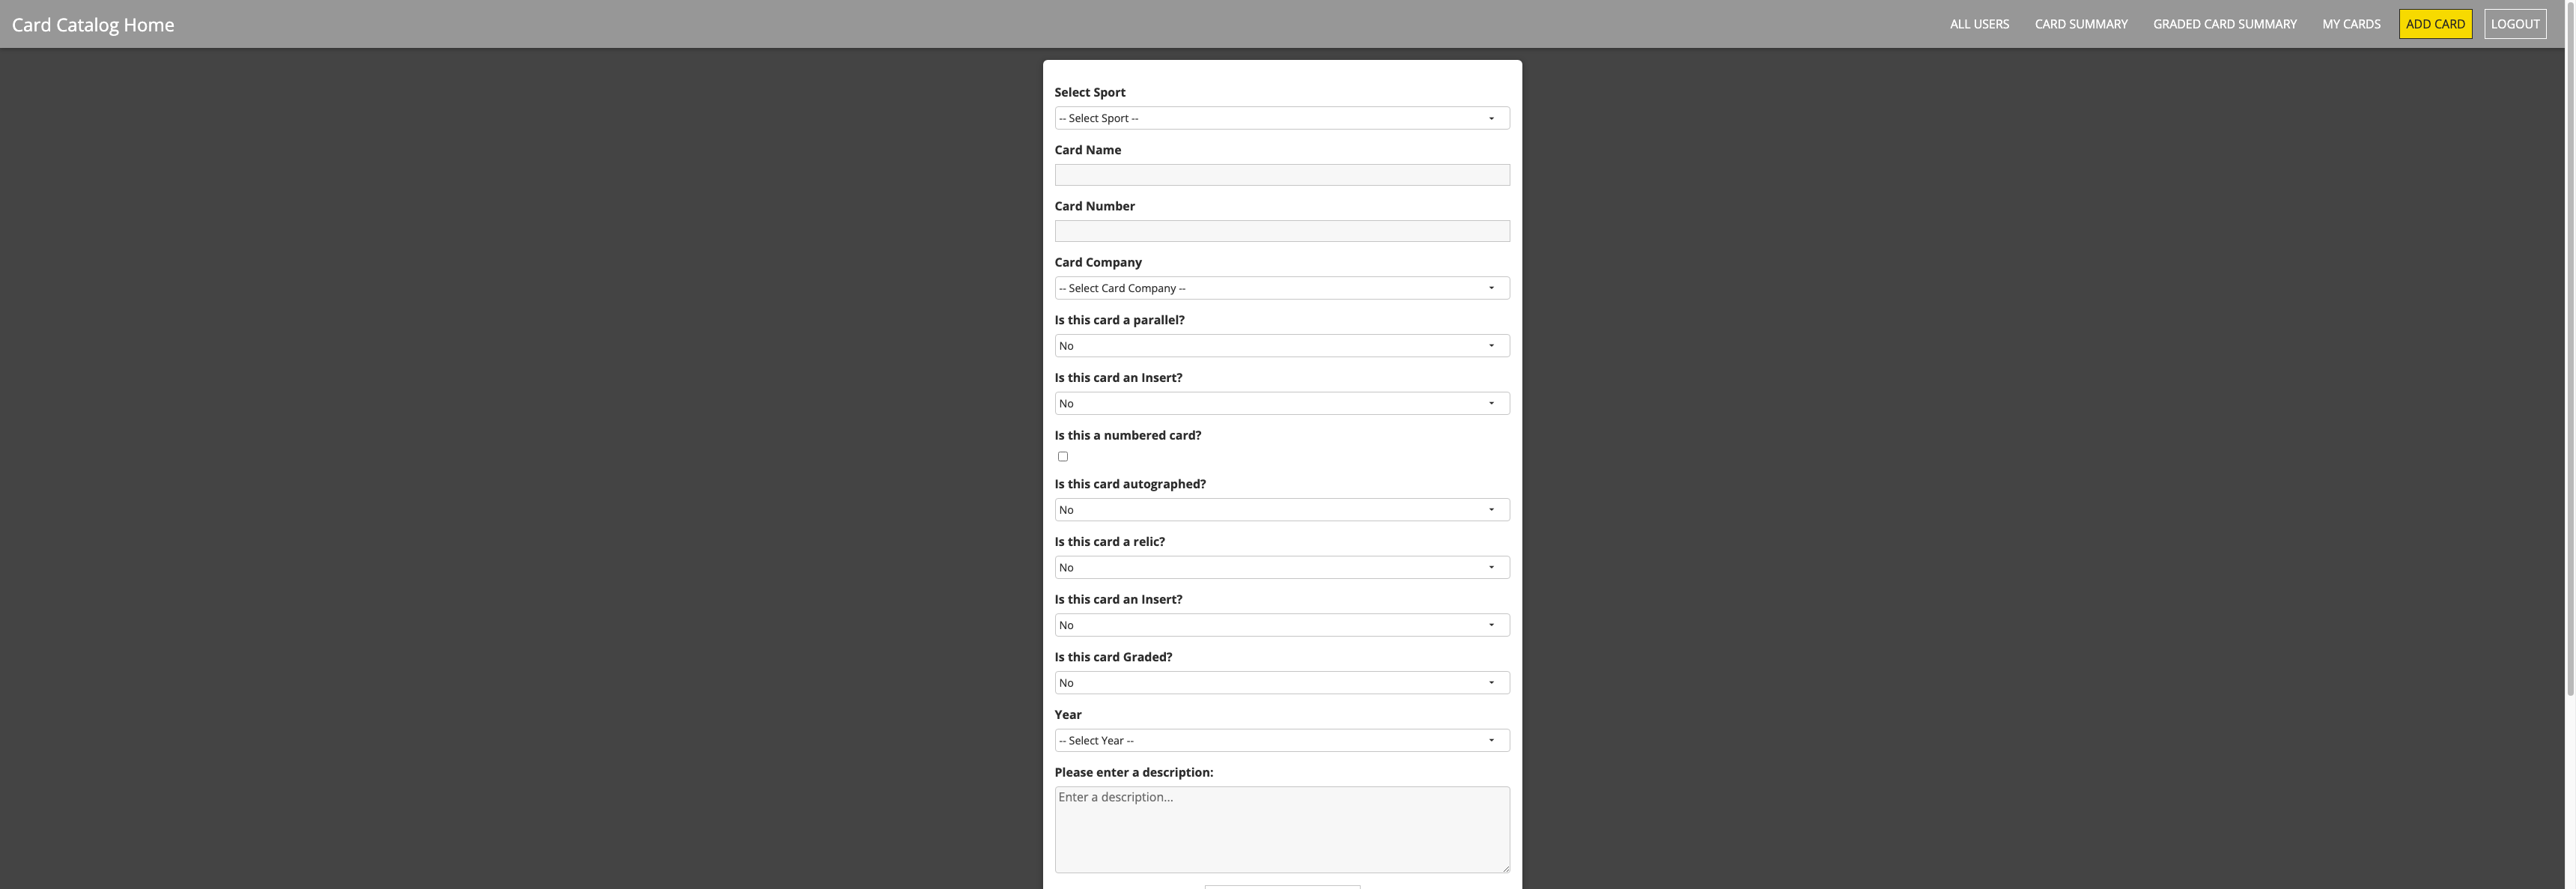 Card Catalog Home
ALL USERS CARD SUMMARY GRADED CARD SUMMARY MY CARDS ADD CARD LOGOUT
Select Sport
-- Select Sport --
Card Name
Card Number
Card Company
-- Select Card Company --
Is this card a parallel?
No
Is this card an Insert?
No
Is this a numbered card?
Is this card autographed?
No
Is this card a relic?
No
Is this card an Insert?
No
Is this card Graded?
No
Year
-- Select Year --
Please enter a description:
Enter a description...